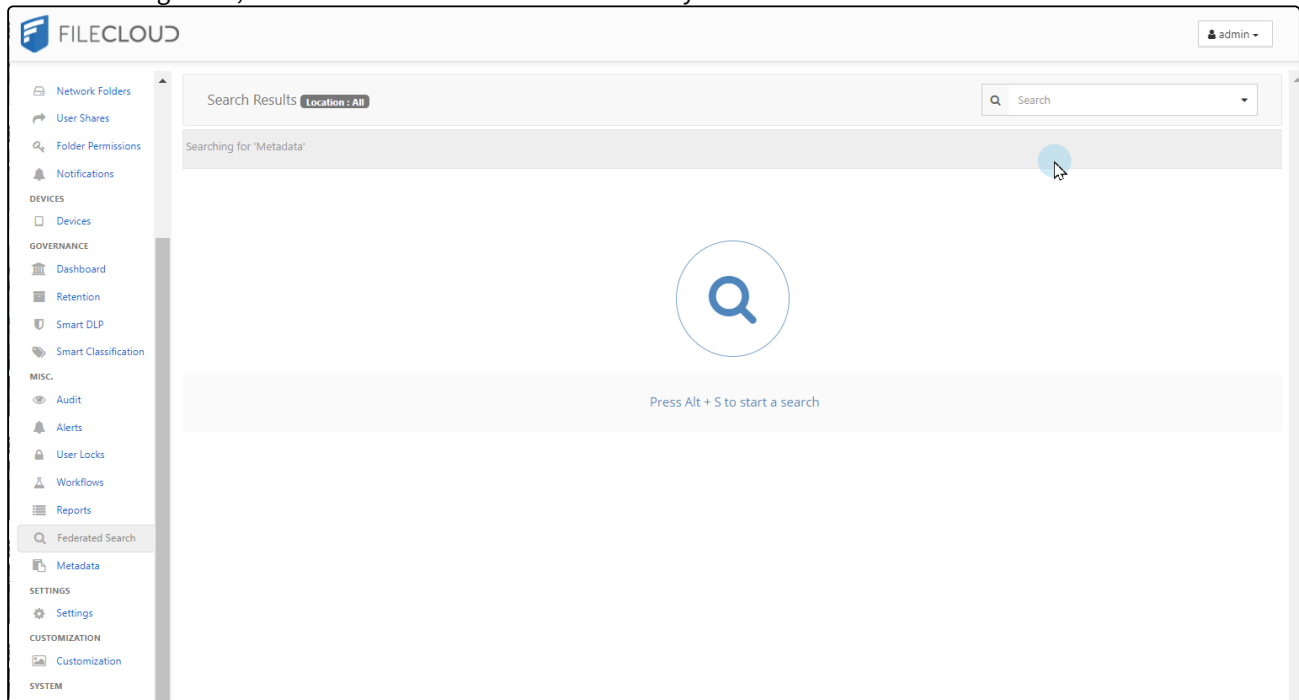 FILECLOUD
admin
Network Folders
User Shares
Folder Permissions
Notifications
DEVICES
Devices
GOVERNANCE
Dashboard
Retention
Smart DLP
Smart Classification
MISC.
Audit
Alerts
User Locks
Workflows
Reports
Federated Search
Metadata
SETTINGS
Settings
CUSTOMIZATION
Customization
SYSTEM
Search Results Location : All
Search
Searching for 'Metadata'
Press Alt + S to start a search